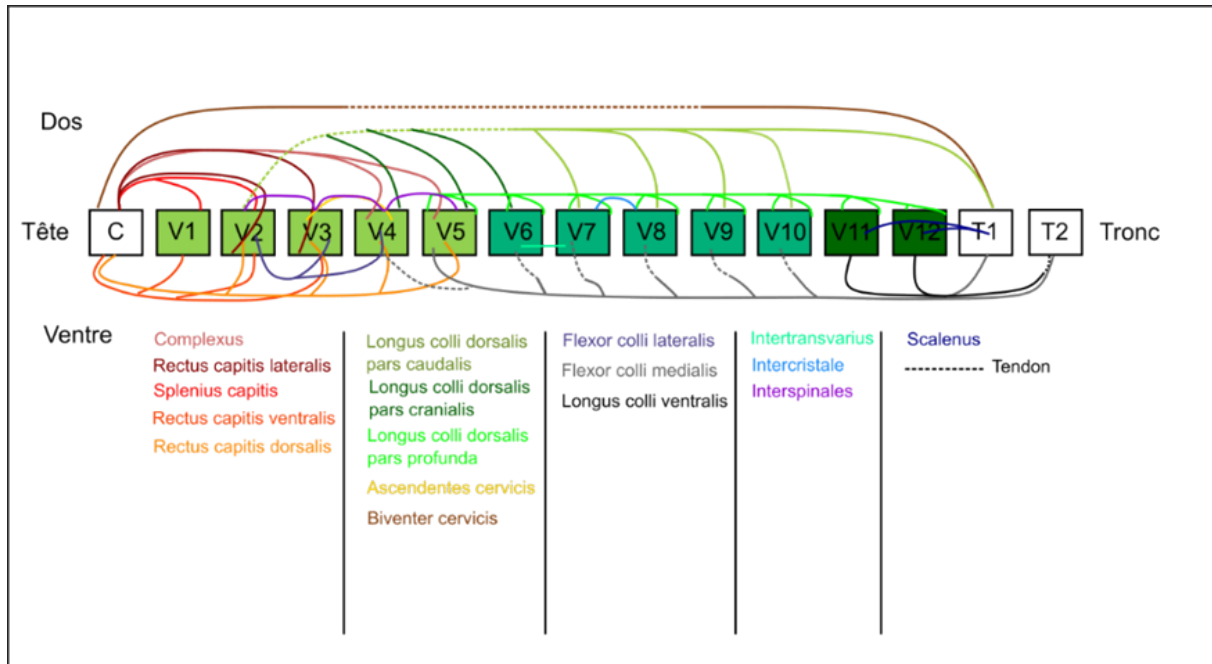 Dos
Tête C V1 V2 V3 V4 V5 V6 V7 V8 V9 V10 V11 V12 T1 T2 Tronc
Ventre
Complexus
Rectus capitis lateralis
Splenius capitis
Rectus capitis ventralis
Rectus capitis dorsalis
Longus colli dorsalis
pars caudalis
Longus colli dorsalis
pars cranialis
Longus colli dorsalis
pars profunda
Ascendentes cervicis
Biventer cervicis
Flexor colli lateralis
Flexor colli medialis
Longus colli ventralis
Intertransvarius
Intercristale
Interspinales
Scalenus
Tendon